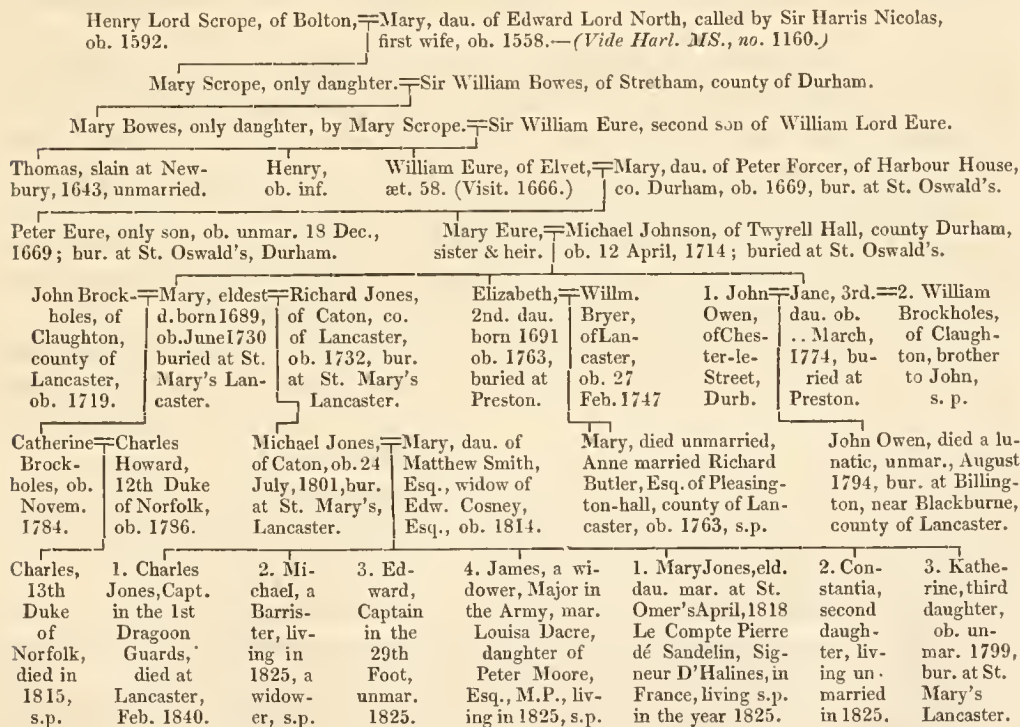 Henry Lord Scrope, of Bolton,
ob. 1592.
Mary, dau. of Edward Lord North, called by Sir Harris Nicolas,
first wife, ob. 1558.—(Vide Harl. MS., no. 1160.)
Mary Scrope, only danghter.
Sir William Bowes, of Stretham, county of Durham.
Mary Bowes, only danghter, by Mary Scrope.
Sir William Eure, second son of William Lord Eure.
Thomas, slain at New-
bury, 1643, unmarried.
Henry,
ob. inf.
William Eure, of Elvet,
æt. 58. (Visit. 1666.)
Mary, dau. of Peter Forcer, of Harbour House,
co. Durham, ob. 1669, bur. at St. Oswald's.
Peter Eure, only son, ob. unmar. 18 Dec.,
1669; bur. at St. Oswald's, Durham.
Mary Eure,
sister & heir.
Michael Johnson, of Twyrell Hall, county Durham,
ob. 12 April, 1714; buried at St. Oswald's.
John Brock-
holes, of
Claughton,
county of
Lancaster,
ob. 1719.
Mary, eldest
d. born 1689,
ob. June 1730
buried at St.
Mary's Lan-
caster.
Richard Jones,
of Caton, co.
of Lancaster,
ob. 1732, bur.
at St. Mary's
Lancaster.
Elizabeth,
2nd. dau.
born 1691
ob. 1763,
buried at
Preston.
Willm.
Bryer,
of Lan-
caster,
ob. 27
Feb. 1747
1. John
Owen,
of Ches-
ter-le-
Street,
Durb.
Jane, 3rd.
dau. ob.
.. March,
1774, bu-
ried at
Preston.
2. William
Brockholes,
of Claugh-
ton, brother
to John,
s. p.
Catherine
Brock-
holes, ob.
Novem.
1784.
Charles
Howard,
12th Duke
of Norfolk,
ob. 1786.
Michael Jones,
of Caton, ob. 24
July, 1801, bur.
at St. Mary's,
Lancaster.
Mary, dau. of
Matthew Smith,
Esq., widow of
Edw. Cosney,
Esq., ob. 1814.
Mary, died unmarried,
Anne married Richard
Butler, Esq. of Pleasing-
ton-hall, county of Lan-
caster, ob. 1763, s.p.
John Owen, died a lu-
natic, unmar., August
1794, bur. at Billing-
ton, near Blackburne,
county of Lancaster.
Charles,
13th
Duke
of
Norfolk,
died in
1815,
s.p.
1. Charles
Jones, Capt.
in the 1st
Dragoon
Guards,
died at
Lancaster,
Feb. 1840.
2. Mi-
chael, a
Barris-
ter, liv-
ing in
1825, a
widow-
er, s.p.
3. Ed-
ward,
Captain
in the
29th
Foot,
unmar.
1825.
4. James, a wi-
dower, Major in
the Army, mar.
Louisa Dacre,
daughter of
Peter Moore,
Esq., M.P., liv-
ing in 1825, s.p.
1. Mary Jones, eld.
dau. mar. at St.
Omer's April, 1818
Le Compte Pierre
dé Sandelin, Sig-
neur D'Halines, in
France, living s.p.
in the year 1825.
2. Con-
stantia,
second
daugh-
ter, liv-
ing un-
married
in 1825.
3. Kathe-
rine, third
daughter,
ob. un-
mar. 1799,
bur. at St.
Mary's
Lancaster.